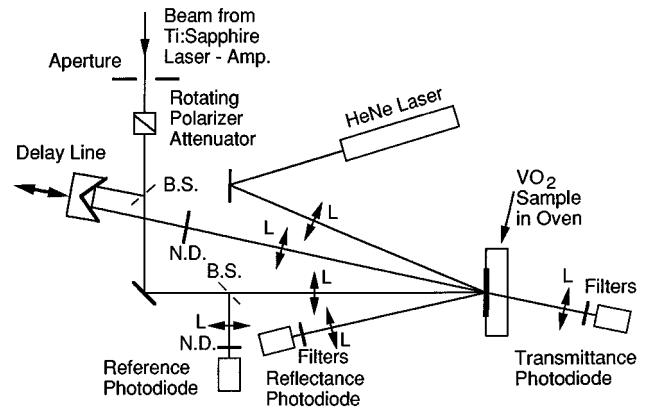 Beam from
Ti:Sapphire
Laser - Amp.
Aperture
Rotating
Polarizer
Attenuator
HeNe Laser
Delay Line
B.S.
L
VO2
Sample
in Oven
N.D.
L
B.S.
L
L
Filters
L
N.D.
L
Filters
Reference
Photodiode
Reflectance
Photodiode
Transmittance
Photodiode